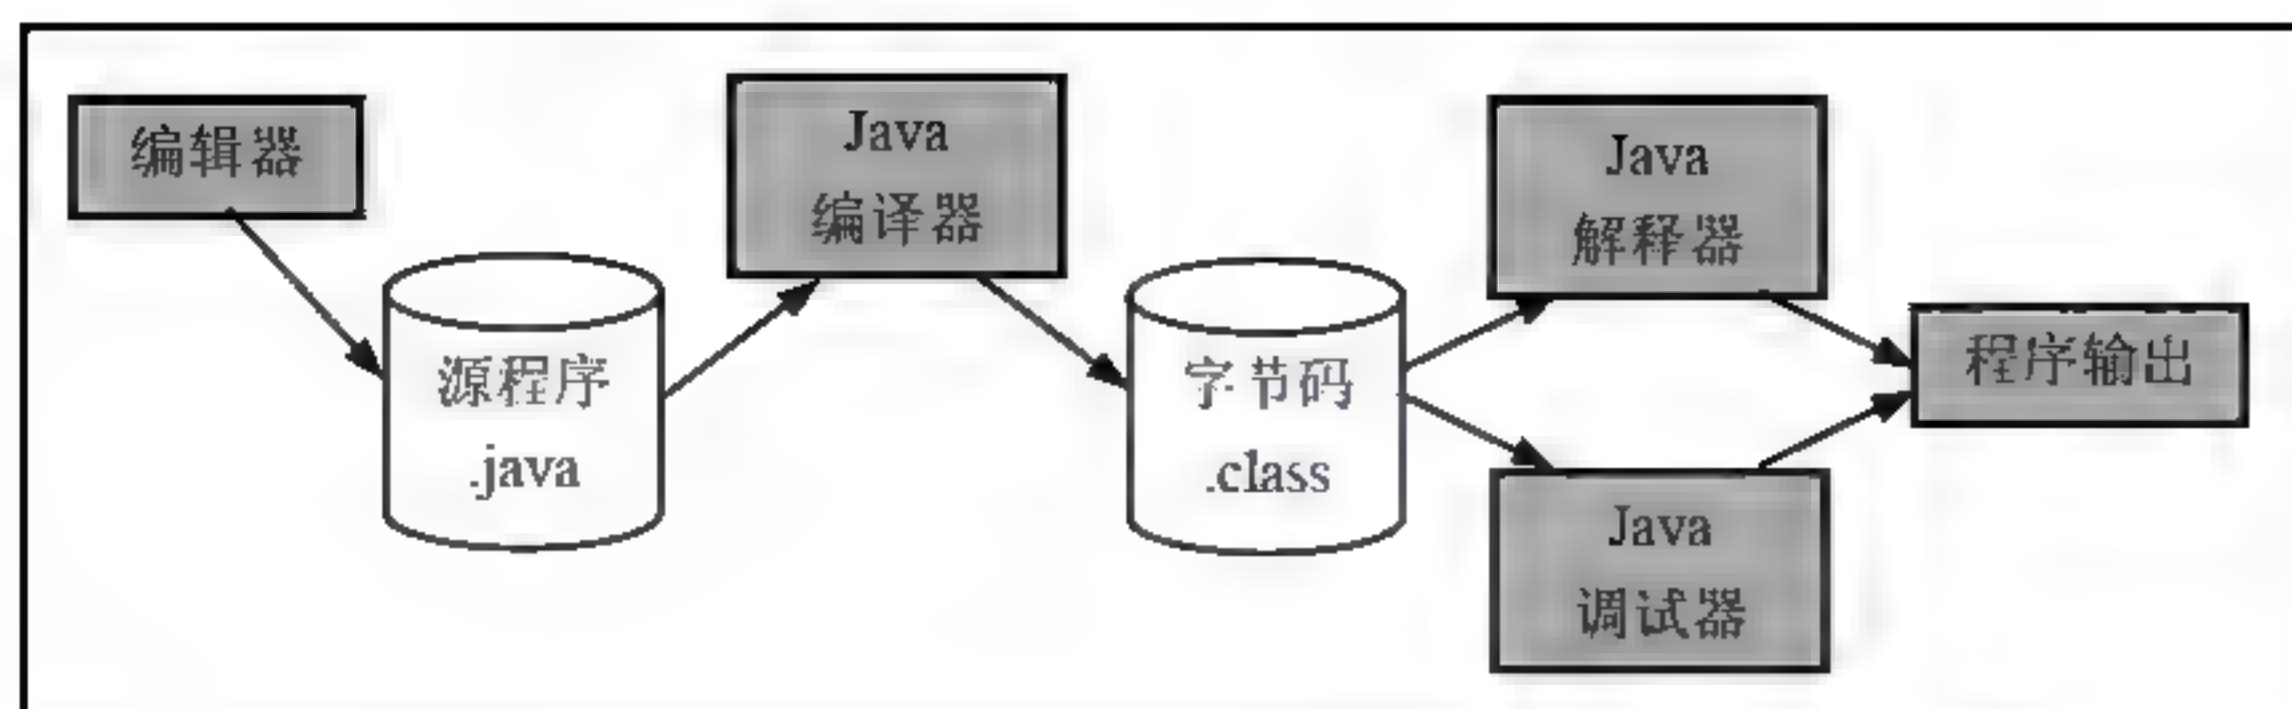 编辑器
Java
编译器
源程序
.java
字节码
.class
Java
解释器
Java
调试器
程序输出